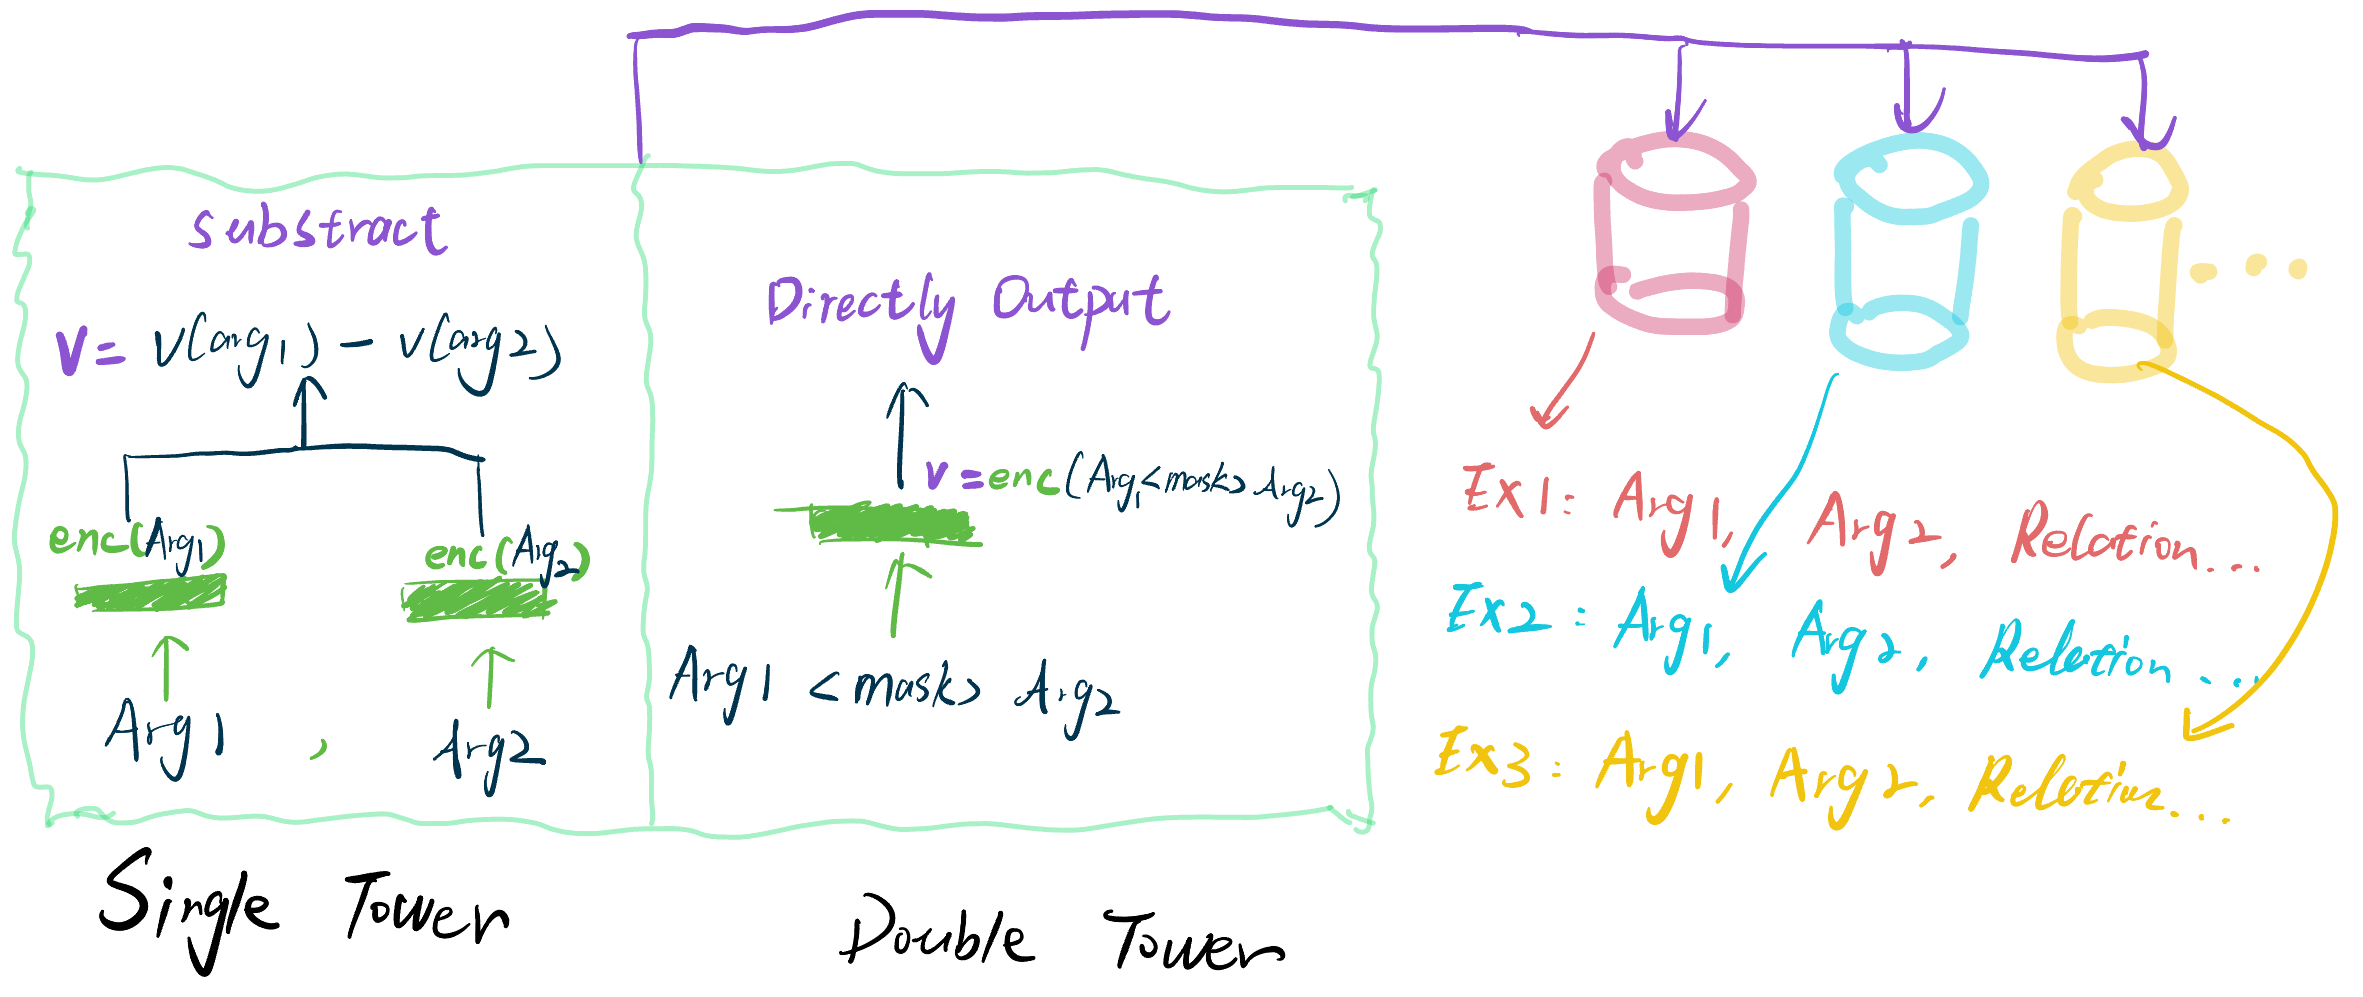 substract
V = v(arg1) - v(arg2)
enc(Arg1)
enc(Arg2)
Arg1 , Arg2
Single Tower
Directly Output
v = enc(Arg1 <mask> Arg2)
Arg1 <mask> Arg2
Double Tower
Ex1: Arg1, Arg2, Relation...
Ex2: Arg1, Arg2, Relation...
Ex3: Arg1, Arg2, Relation...